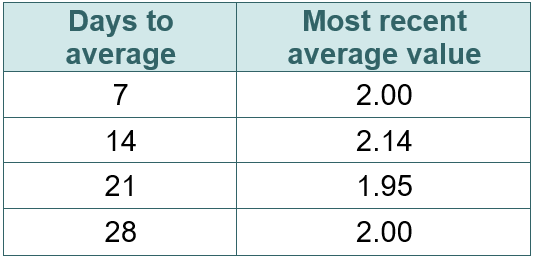 Days to average
Most recent average value
7 2.00
14 2.14
21 1.95
28 2.00